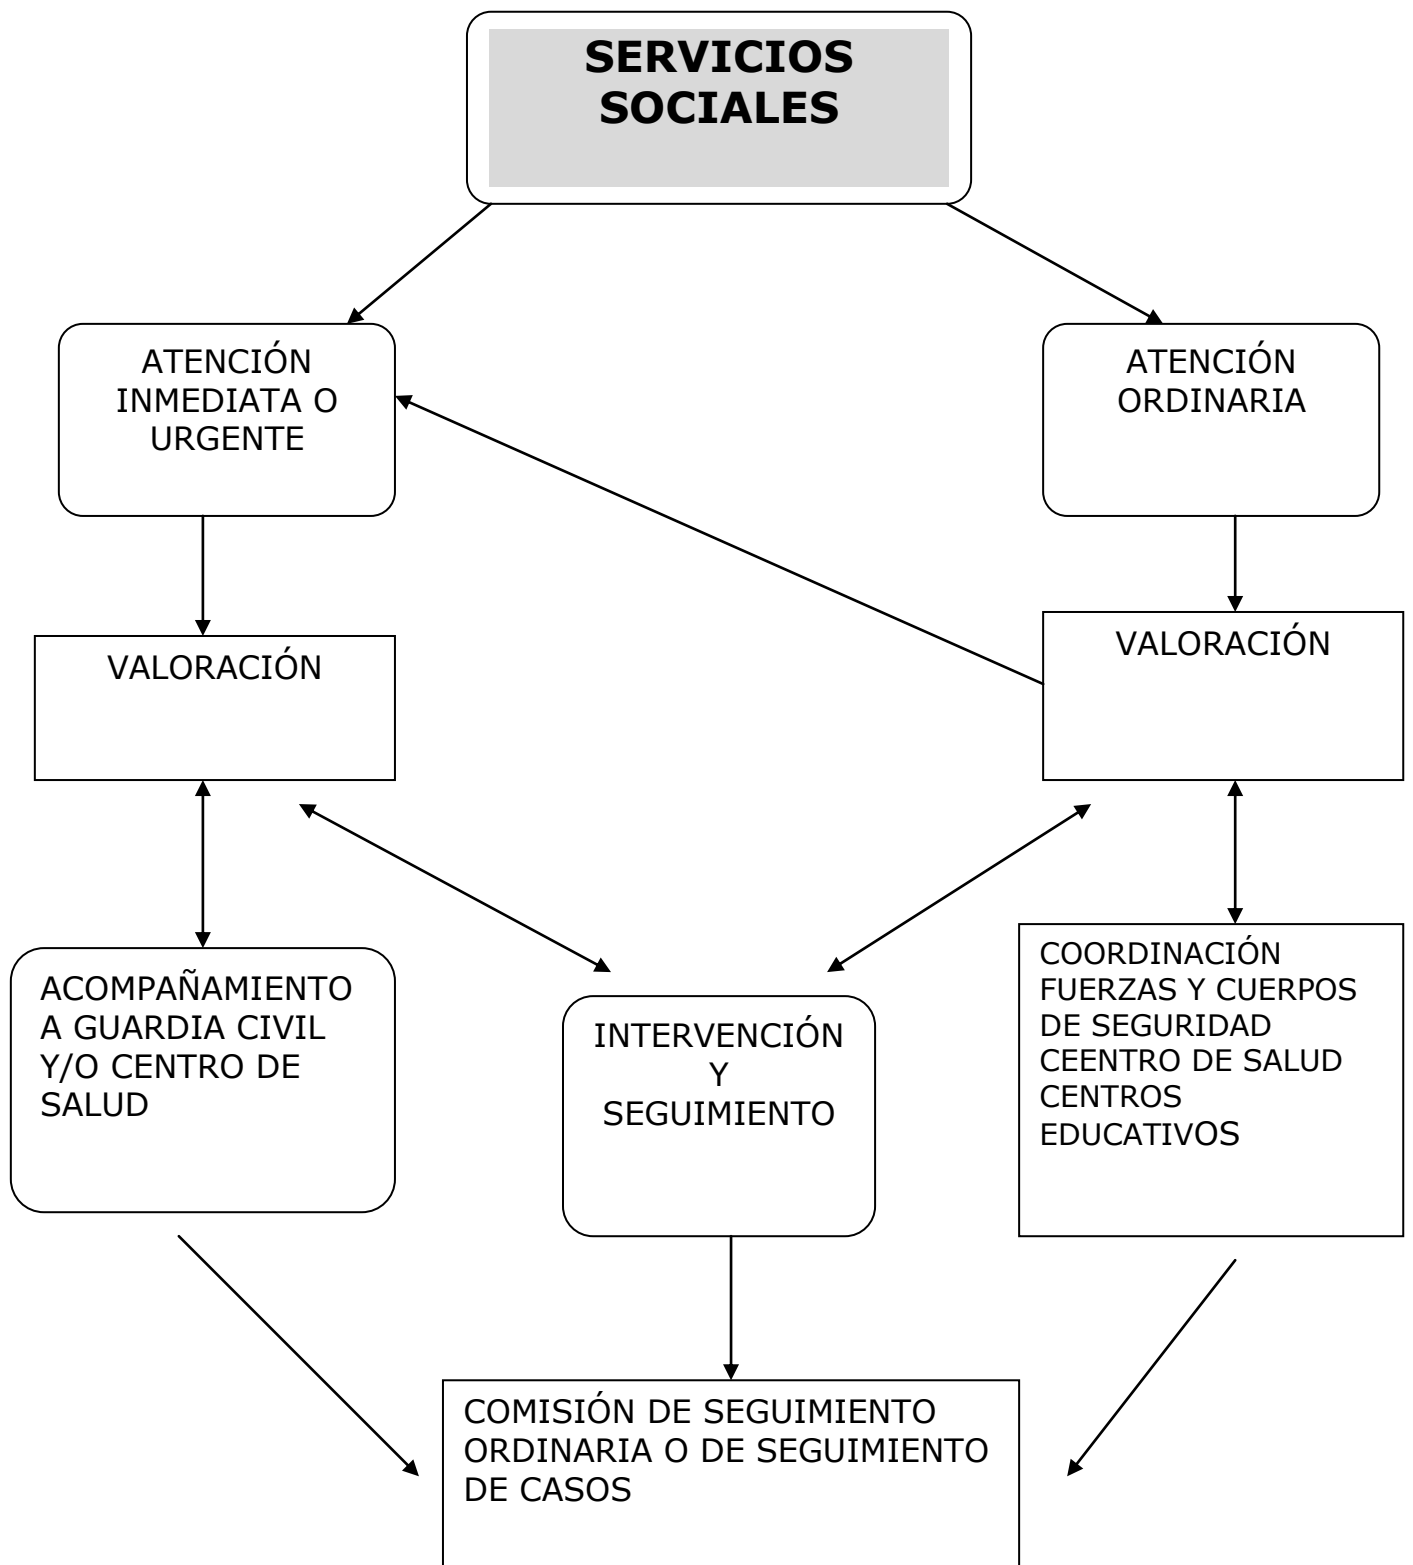 SERVICIOS
SOCIALES
ATENCIÓN
INMEDIATA O
URGENTE
ATENCIÓN
ORDINARIA
VALORACIÓN
VALORACIÓN
ACOMPAÑAMIENTO
A GUARDIA CIVIL
Y/O CENTRO DE
SALUD
INTERVENCIÓN
Y
SEGUIMIENTO
COORDINACIÓN
FUERZAS Y CUERPOS
DE SEGURIDAD
CEENTRO DE SALUD
CENTROS
EDUCATIVOS
COMISIÓN DE SEGUIMIENTO
ORDINARIA O DE SEGUIMIENTO
DE CASOS